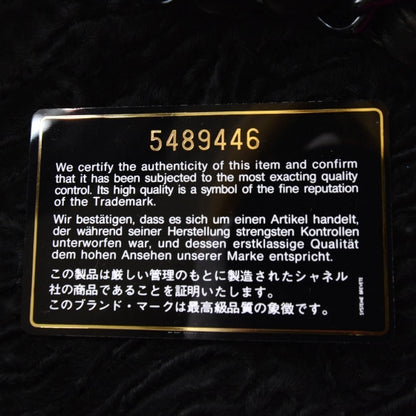 5489446
We certify the authenticity of this item and confirm
that it has been subjected to the most exacting quality
control. Its high quality is a symbol of the fine reputation
of the Trademark.
Wir bestätigen, dass es sich um einen Artikel handelt,
der während seiner Herstellung strengsten Kontrollen
unterworfen war, und dessen erstklassige Qualität
dem hohen Ansehen unserer Marke entspricht.
この製品は厳しい管理のもとに製造されたシャネル
社の商品であることを証明いたします。
このブランド・マークは最高級品質の象徴です。
SYSTEME BREVETE